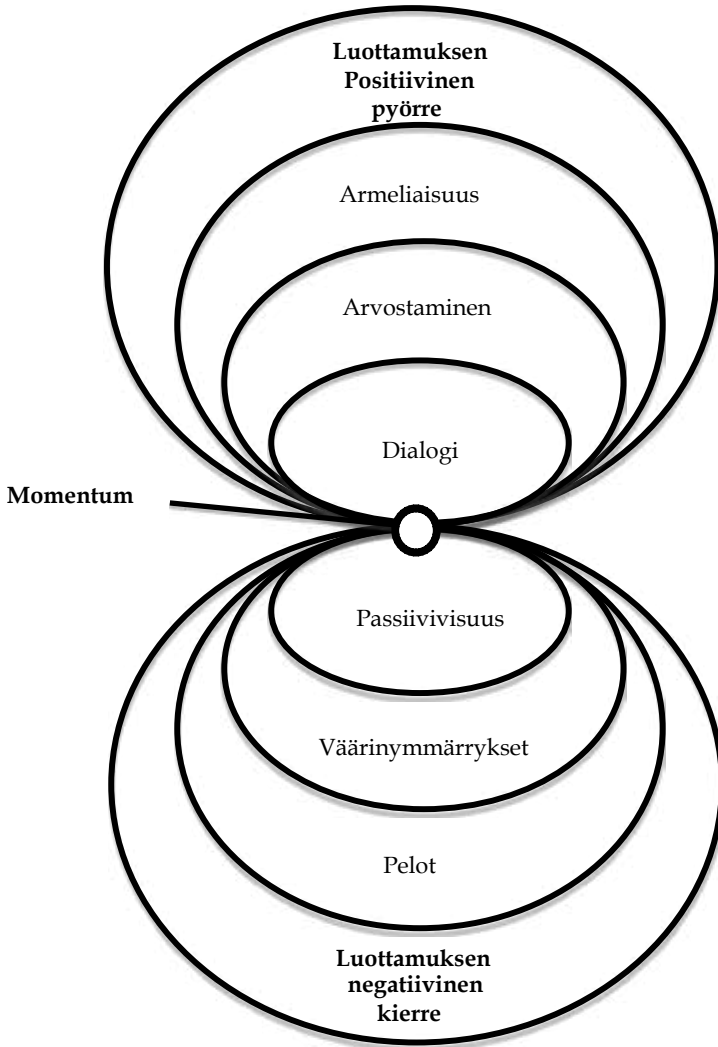 Luottamuksen
Positiivinen
pyörre
Armeliaisuus
Arvostaminen
Dialogi
Momentum
Passiivivisuus
Väärinymmärrykset
Pelot
Luottamuksen
negatiivinen
kierre